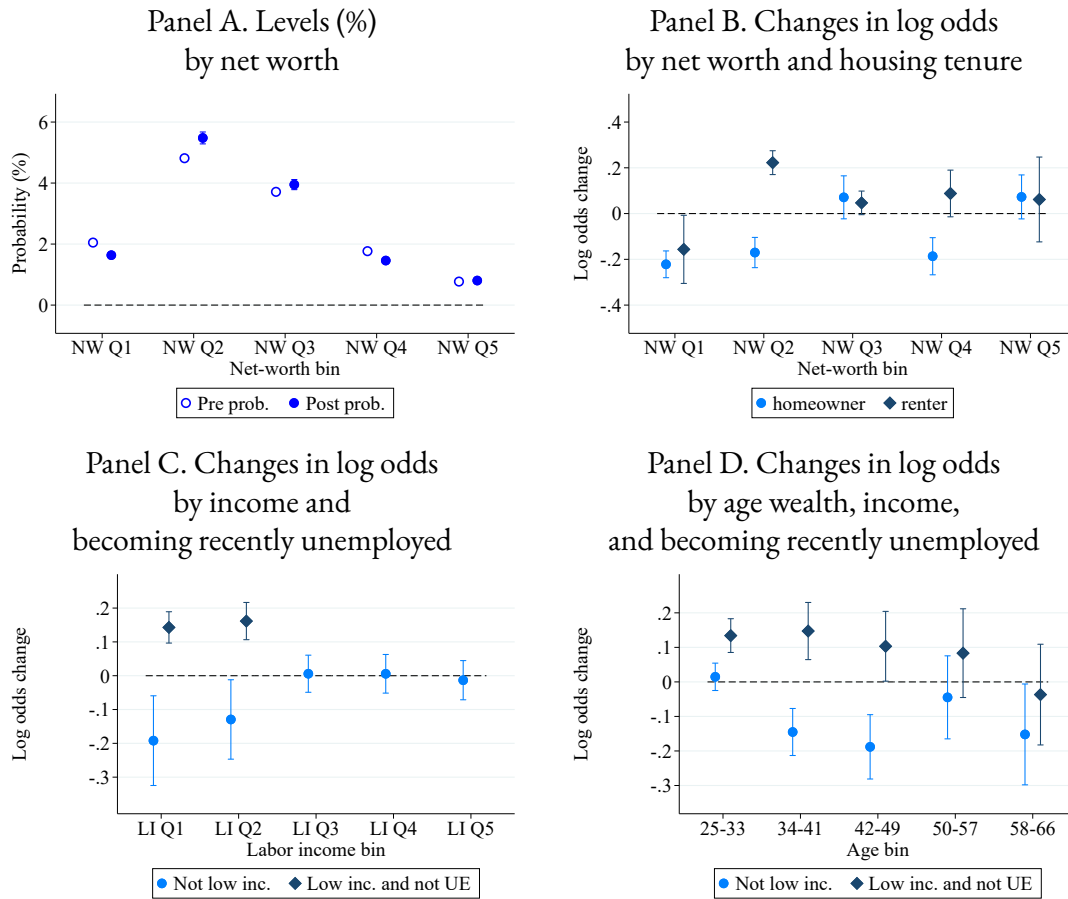 Panel A. Levels (%)
by net worth
6
4
2
0
Probability (%)
NW Q1 NW Q2 NW Q3 NW Q4 NW Q5
Net-worth bin
Pre prob. Post prob.
Panel B. Changes in log odds
by net worth and housing tenure
.4
.2
0
-.2
-.4
Log odds change
NW Q1 NW Q2 NW Q3 NW Q4 NW Q5
Net-worth bin
homeowner renter
Panel C. Changes in log odds
by income and
becoming recently unemployed
.2
.1
0
-.1
-.2
-.3
Log odds change
LI Q1 LI Q2 LI Q3 LI Q4 LI Q5
Labor income bin
Not low inc. Low inc. and not UE
Panel D. Changes in log odds
by age wealth, income,
and becoming recently unemployed
.2
.1
0
-.1
-.2
-.3
Log odds change
25-33 34-41 42-49 50-57 58-66
Age bin
Not low inc. Low inc. and not UE